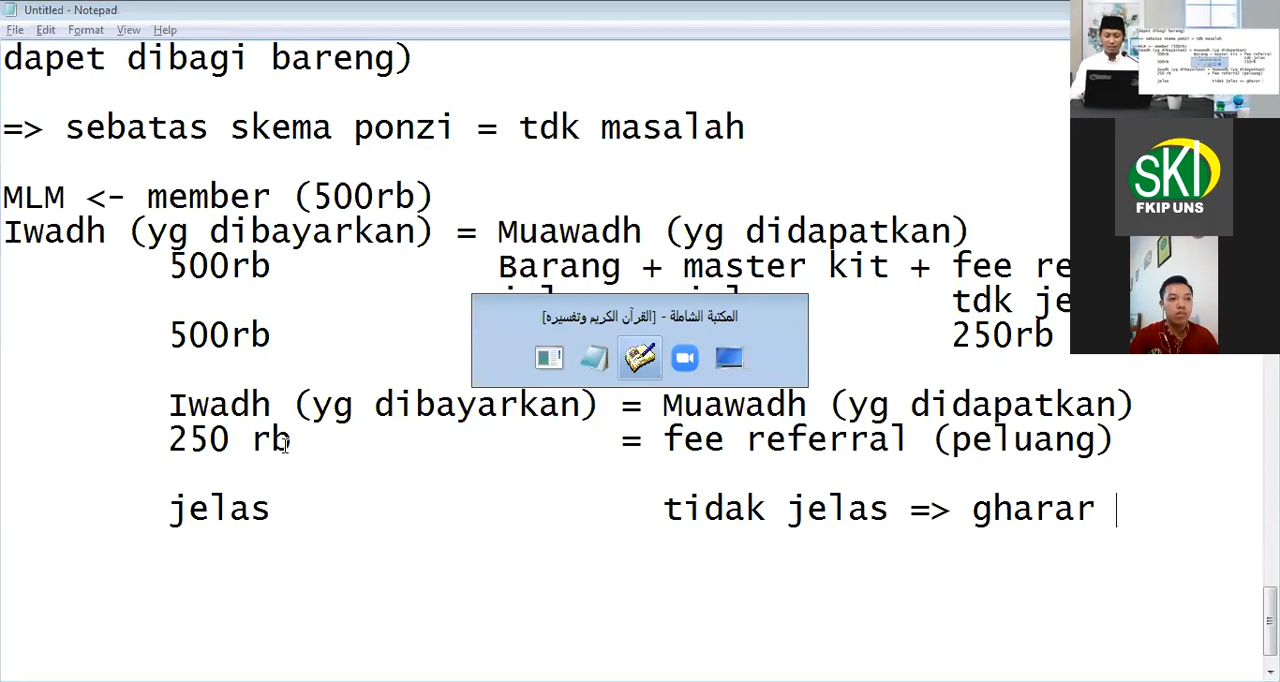 Untitled - Notepad
File Edit Format View Help
dapet dibagi bareng)
=> sebatas skema ponzi = tdk masalah
MLM <- member (500rb)
Iwadh (yg dibayarkan) = Muawadh (yg didapatkan)
500rb Barang + master kit + fee re
tdk je
500rb 250rb
المكتبة الشاملة - [القرآن الكريم وتفسيره]
Iwadh (yg dibayarkan) = Muawadh (yg didapatkan)
250 rb = fee referral (peluang)
jelas tidak jelas => gharar
SKI
FKIP UNS